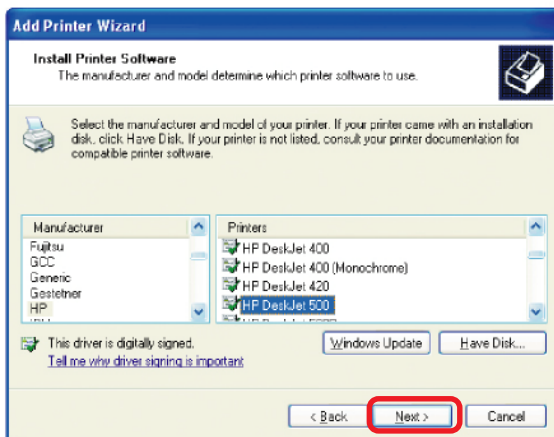 Add Printer Wizard
Install Printer Software
The manufacturer and model determine which printer software to use.
Select the manufacturer and model of your printer. If your printer came with an installation
disk, click Have Disk. If your printer is not listed, consult your printer documentation for
compatible printer software.
Manufacturer
Fujitsu
GCC
Generic
Gestetner
HP
Printers
HP DeskJet 400
HP DeskJet 400 (Monochrome)
HP DeskJet 420
HP DeskJet 500
This driver is digitally signed.
Tell me why driver signing is important
Windows Update
Have Disk...
< Back
Next >
Cancel